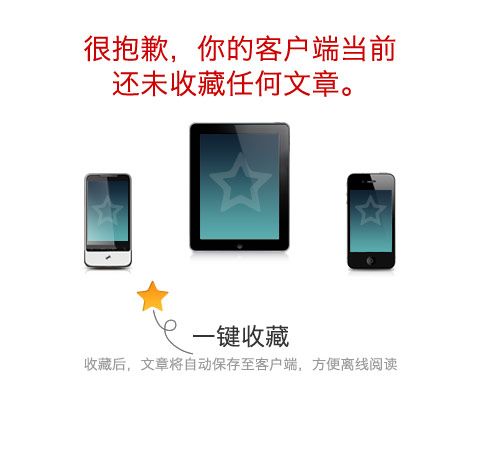 很抱歉，你的客户端当前
还未收藏任何文章。
一键收藏
收藏后，文章将自动保存至客户端，方便离线阅读